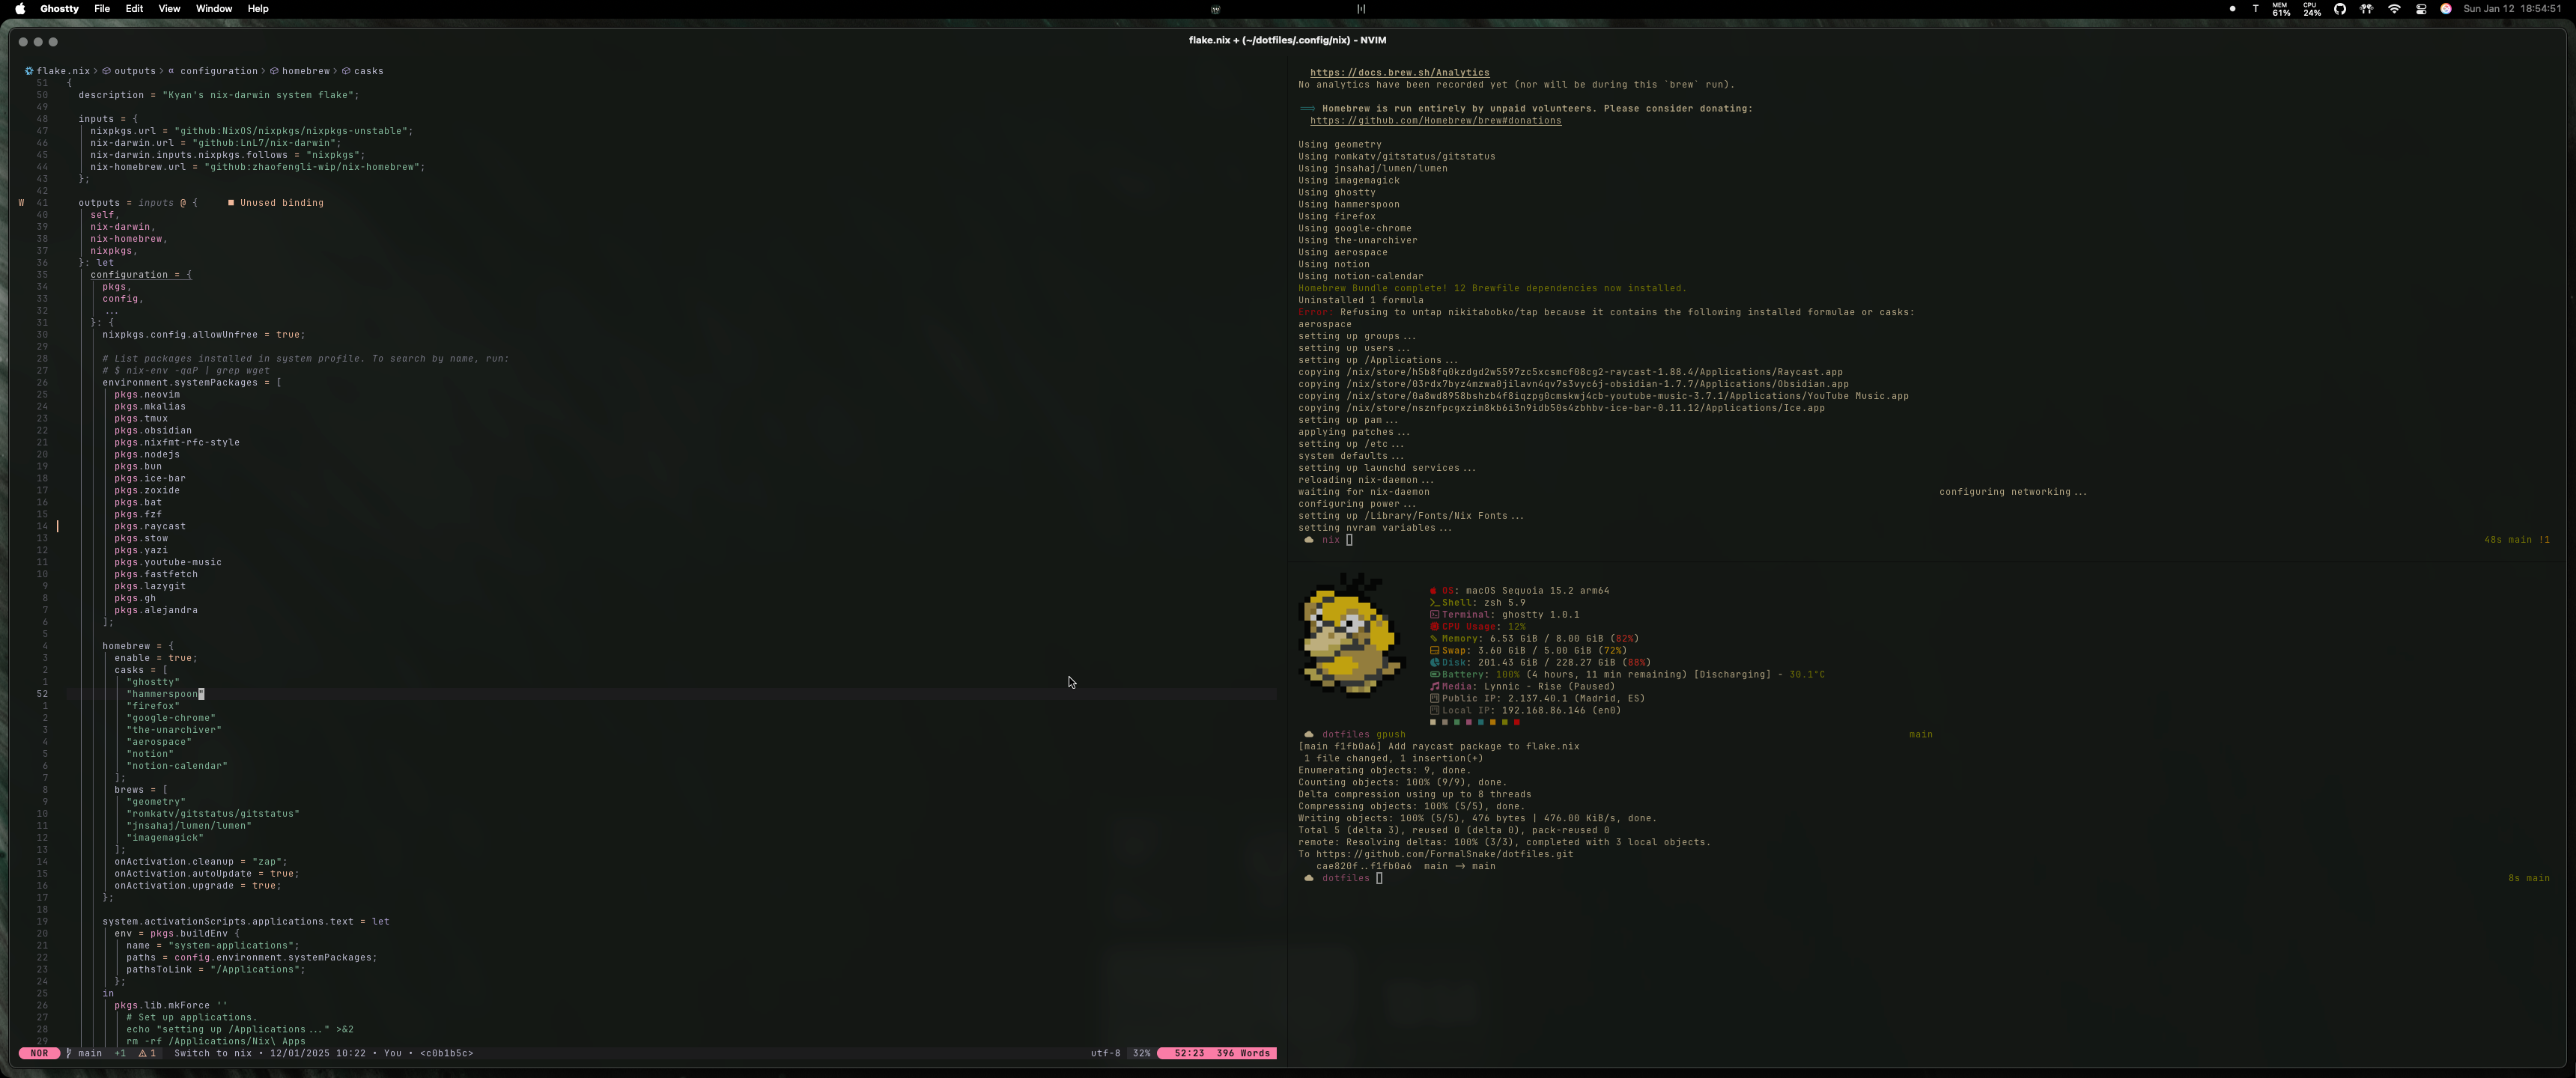 Ghostty File Edit View Window Help
T MEM 61% CPU 24% Sun Jan 12 18:54:51
flake.nix + (~/dotfiles/.config/nix) - NVIM
flake.nix > outputs > configuration > homebrew > casks
51 {
50 description = "Kyan's nix-darwin system flake";
49
48 inputs = {
47 nixpkgs.url = "github:NixOS/nixpkgs/nixpkgs-unstable";
46 nix-darwin.url = "github:LnL7/nix-darwin";
45 nix-darwin.inputs.nixpkgs.follows = "nixpkgs";
44 nix-homebrew.url = "github:zhaofengli-wip/nix-homebrew";
43 };
42
W 41 outputs = inputs @ { ■ Unused binding
40 self,
39 nix-darwin,
38 nix-homebrew,
37 nixpkgs,
36 }: let
35 configuration = {
34 pkgs,
33 config,
32 ...
31 }: {
30 nixpkgs.config.allowUnfree = true;
29
28 # List packages installed in system profile. To search by name, run:
27 # $ nix-env -qaP | grep wget
26 environment.systemPackages = [
25 pkgs.neovim
24 pkgs.mkalias
23 pkgs.tmux
22 pkgs.obsidian
21 pkgs.nixfmt-rfc-style
20 pkgs.nodejs
19 pkgs.bun
18 pkgs.ice-bar
17 pkgs.zoxide
16 pkgs.bat
15 pkgs.fzf
14 pkgs.raycast
13 pkgs.stow
12 pkgs.yazi
11 pkgs.youtube-music
10 pkgs.fastfetch
9 pkgs.lazygit
8 pkgs.gh
7 pkgs.alejandra
6 ];
5
4 homebrew = {
3 enable = true;
2 casks = [
1 "ghostty"
52 "hammerspoon"
1 "firefox"
2 "google-chrome"
3 "the-unarchiver"
4 "aerospace"
5 "notion"
6 "notion-calendar"
7 ];
8 brews = [
9 "geometry"
10 "romkatv/gitstatus/gitstatus"
11 "jnsahaj/lumen/lumen"
12 "imagemagick"
13 ];
14 onActivation.cleanup = "zap";
15 onActivation.autoUpdate = true;
16 onActivation.upgrade = true;
17 };
18
19 system.activationScripts.applications.text = let
20 env = pkgs.buildEnv {
21 name = "system-applications";
22 paths = config.environment.systemPackages;
23 pathsToLink = "/Applications";
24 };
25 in
26 pkgs.lib.mkForce ''
27 # Set up applications.
28 echo "setting up /Applications..." >&2
29 rm -rf /Applications/Nix\ Apps
NOR main +1 1 Switch to nix • 12/01/2025 10:22 • You • <c0b1b5c> utf-8 32% 52:23 396 Words
https://docs.brew.sh/Analytics
No analytics have been recorded yet (nor will be during this `brew` run).
==> Homebrew is run entirely by unpaid volunteers. Please consider donating:
https://github.com/Homebrew/brew#donations
Using geometry
Using romkatv/gitstatus/gitstatus
Using jnsahaj/lumen/lumen
Using imagemagick
Using ghostty
Using hammerspoon
Using firefox
Using google-chrome
Using the-unarchiver
Using aerospace
Using notion
Using notion-calendar
Homebrew Bundle complete! 12 Brewfile dependencies now installed.
Uninstalled 1 formula
Error: Refusing to untap nikitabobko/tap because it contains the following installed formulae or casks:
aerospace
setting up groups...
setting up users...
setting up /Applications...
copying /nix/store/h5b8fq0kzdgd2w5597zc5xcsmcf08cg2-raycast-1.88.4/Applications/Raycast.app
copying /nix/store/03rdx7byz4mzwa0jilavn4qv7s3vyc6j-obsidian-1.7.7/Applications/Obsidian.app
copying /nix/store/0a8wd8958bshzb4f8iqzpg0cmskwj4cb-youtube-music-3.7.1/Applications/YouTube Music.app
copying /nix/store/nsznfpcgxzim8kb6i3n9idb50s4zbhbv-ice-bar-0.11.12/Applications/Ice.app
setting up pam...
applying patches...
setting up /etc...
system defaults...
setting up launchd services...
reloading nix-daemon...
waiting for nix-daemon configuring networking...
configuring power...
setting up /Library/Fonts/Nix Fonts...
setting nvram variables...
nix 48s main !1
OS: macOS Sequoia 15.2 arm64
Shell: zsh 5.9
Terminal: ghostty 1.0.1
CPU Usage: 12%
Memory: 6.53 GiB / 8.00 GiB (82%)
Swap: 3.60 GiB / 5.00 GiB (72%)
Disk: 201.43 GiB / 228.27 GiB (88%)
Battery: 100% (4 hours, 11 min remaining) [Discharging] - 30.1°C
Media: Lynnic - Rise (Paused)
Public IP: 2.137.40.1 (Madrid, ES)
Local IP: 192.168.86.146 (en0)
dotfiles gpush main
[main f1fb0a6] Add raycast package to flake.nix
1 file changed, 1 insertion(+)
Enumerating objects: 9, done.
Counting objects: 100% (9/9), done.
Delta compression using up to 8 threads
Compressing objects: 100% (5/5), done.
Writing objects: 100% (5/5), 476 bytes | 476.00 KiB/s, done.
Total 5 (delta 3), reused 0 (delta 0), pack-reused 0
remote: Resolving deltas: 100% (3/3), completed with 3 local objects.
To https://github.com/FormalSnake/dotfiles.git
cae820f..f1fb0a6 main -> main
dotfiles 8s main